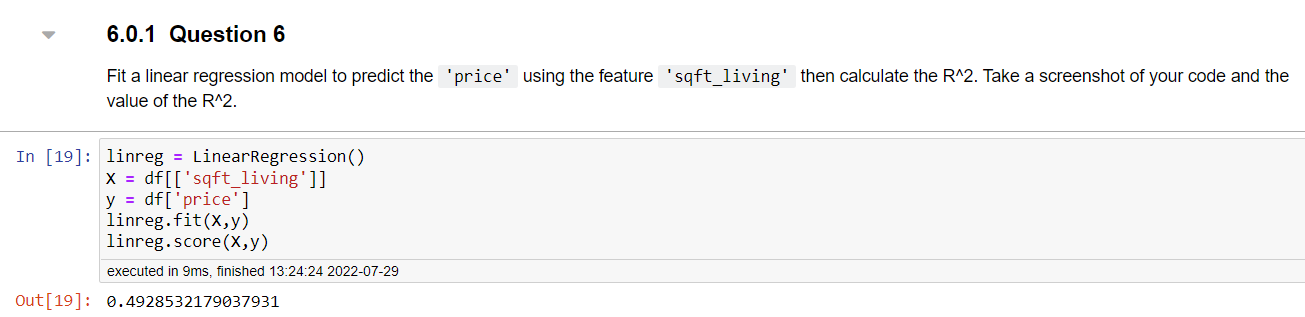 6.0.1 Question 6
Fit a linear regression model to predict the 'price' using the feature 'sqft_living' then calculate the R^2. Take a screenshot of your code and the
value of the R^2.
In [19]: linreg = LinearRegression()
X = df[['sqft_living']]
y = df['price']
linreg.fit(X,y)
linreg.score(X,y)
executed in 9ms, finished 13:24:24 2022-07-29
Out[19]: 0.4928532179037931